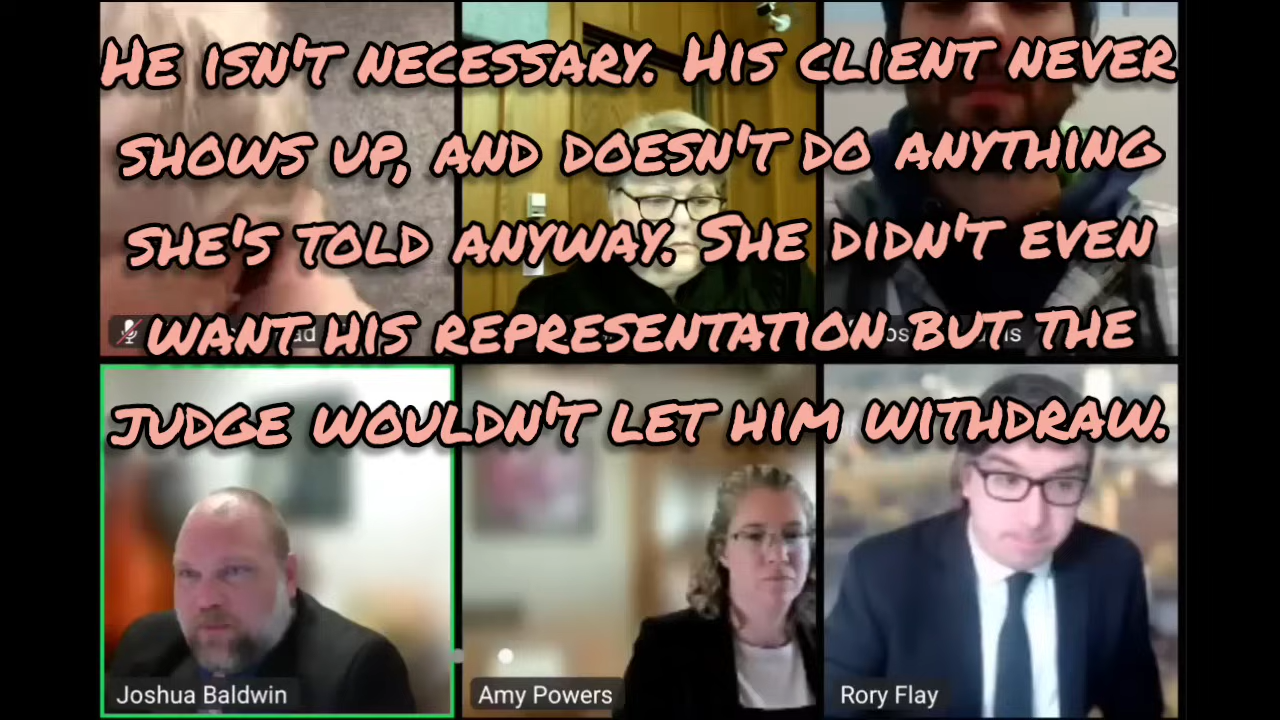 He isn't necessary. His client never
shows up, and doesn't do anything
she's told anyway. She didn't even
want his representation but the
judge wouldn't let him withdraw.
Joshua Baldwin
Amy Powers
Rory Flay